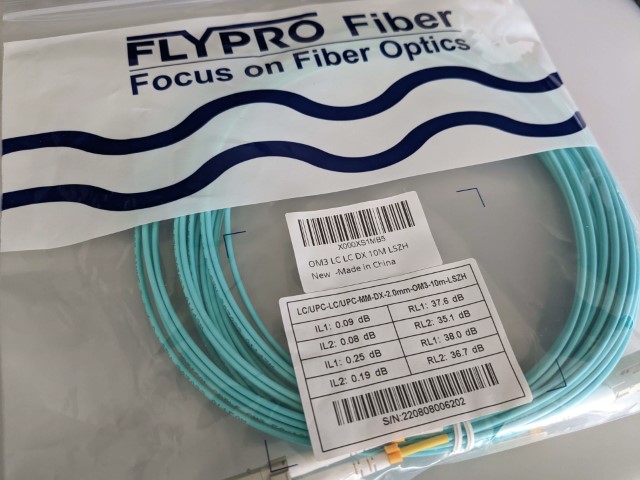 FLYPRO Fiber
Focus on Fiber Optics
X000XS1MB5
OM3 LC LC DX 10M LSZH
New -Made in China
LC/UPC-LC/UPC-MM-DX-2.0mm-OM3-10m-LSZH
IL1: 0.09 dB RL1: 37.6 dB
IL2: 0.08 dB RL2: 35.1 dB
IL1: 0.25 dB RL1: 38.0 dB
IL2: 0.19 dB RL2: 36.7 dB
S/N:220808006202